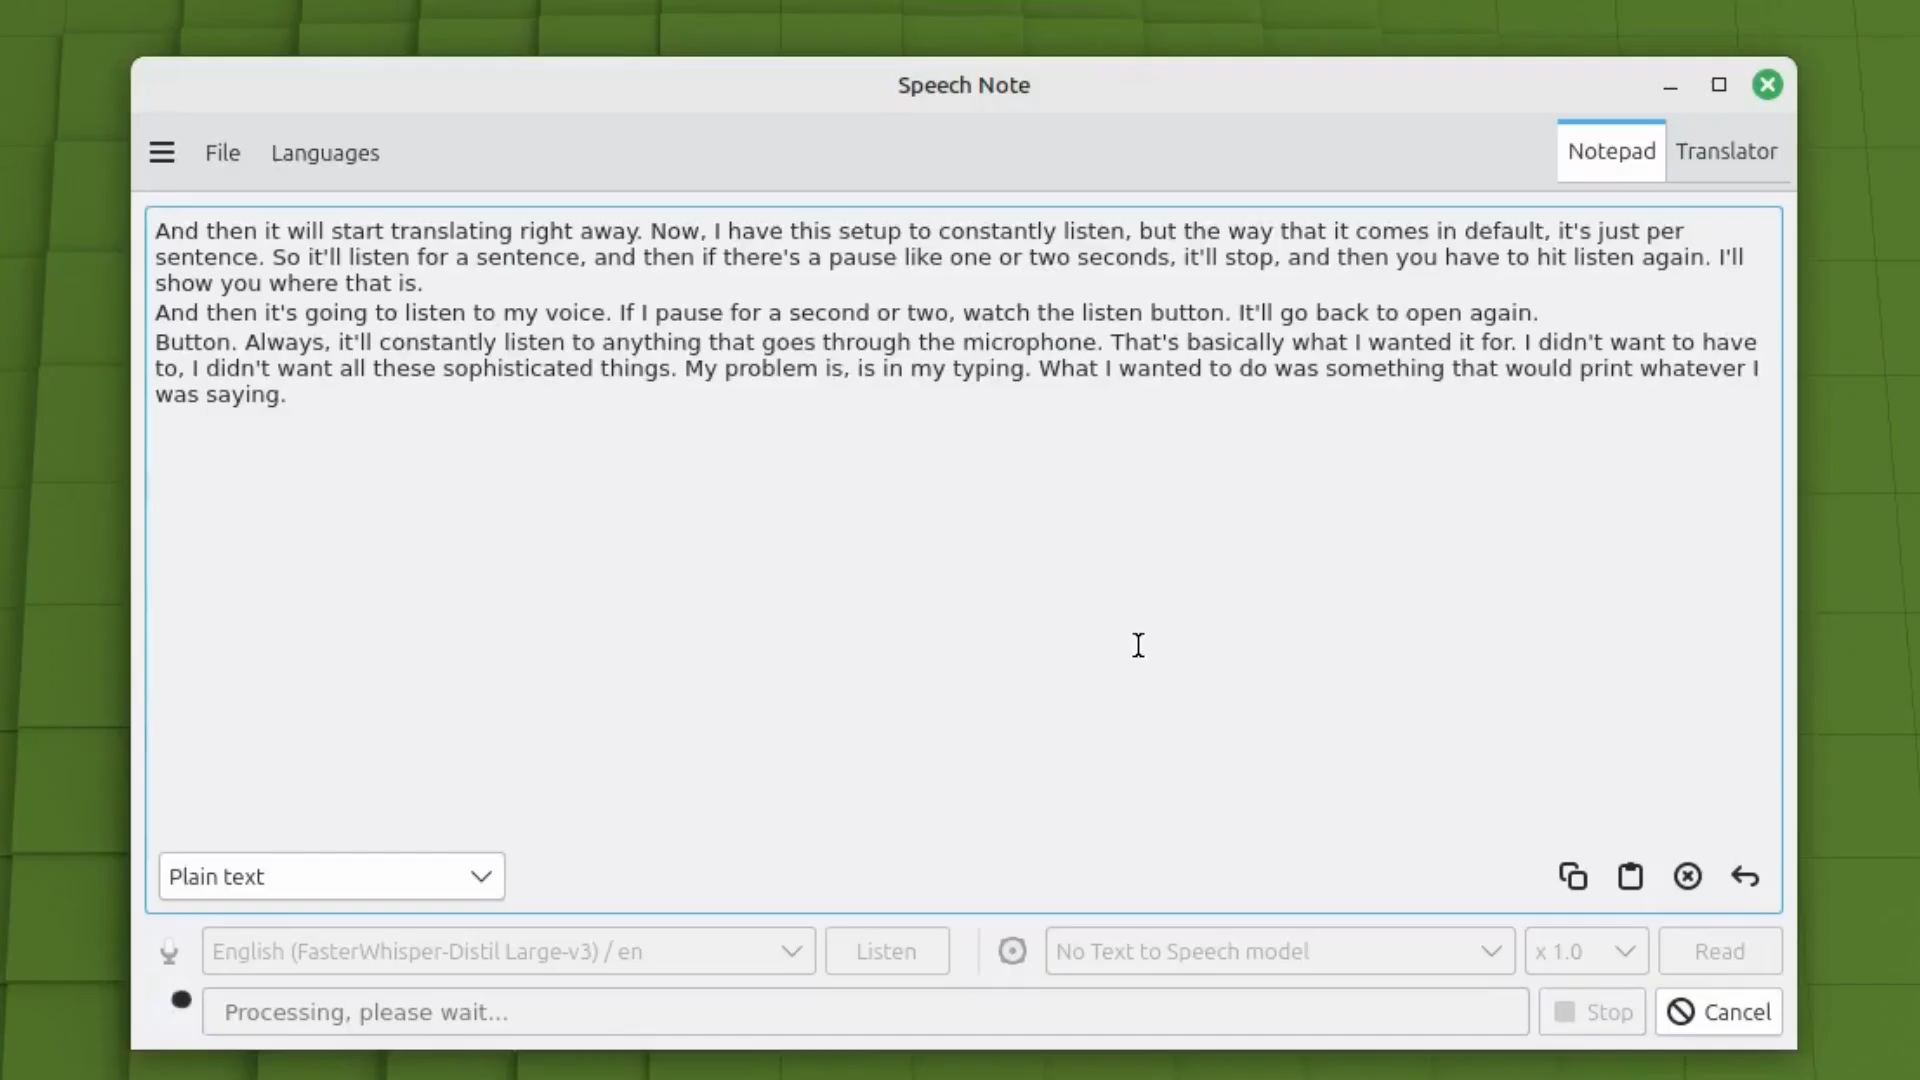 Speech Note
File Languages Notepad Translator
And then it will start translating right away. Now, I have this setup to constantly listen, but the way that it comes in default, it's just per
sentence. So it'll listen for a sentence, and then if there's a pause like one or two seconds, it'll stop, and then you have to hit listen again. I'll
show you where that is.
And then it's going to listen to my voice. If I pause for a second or two, watch the listen button. It'll go back to open again.
Button. Always, it'll constantly listen to anything that goes through the microphone. That's basically what I wanted it for. I didn't want to have
to, I didn't want all these sophisticated things. My problem is, is in my typing. What I wanted to do was something that would print whatever I
was saying.
Plain text
English (FasterWhisper-Distil Large-v3) / en Listen No Text to Speech model x 1.0 Read
Processing, please wait... Stop Cancel